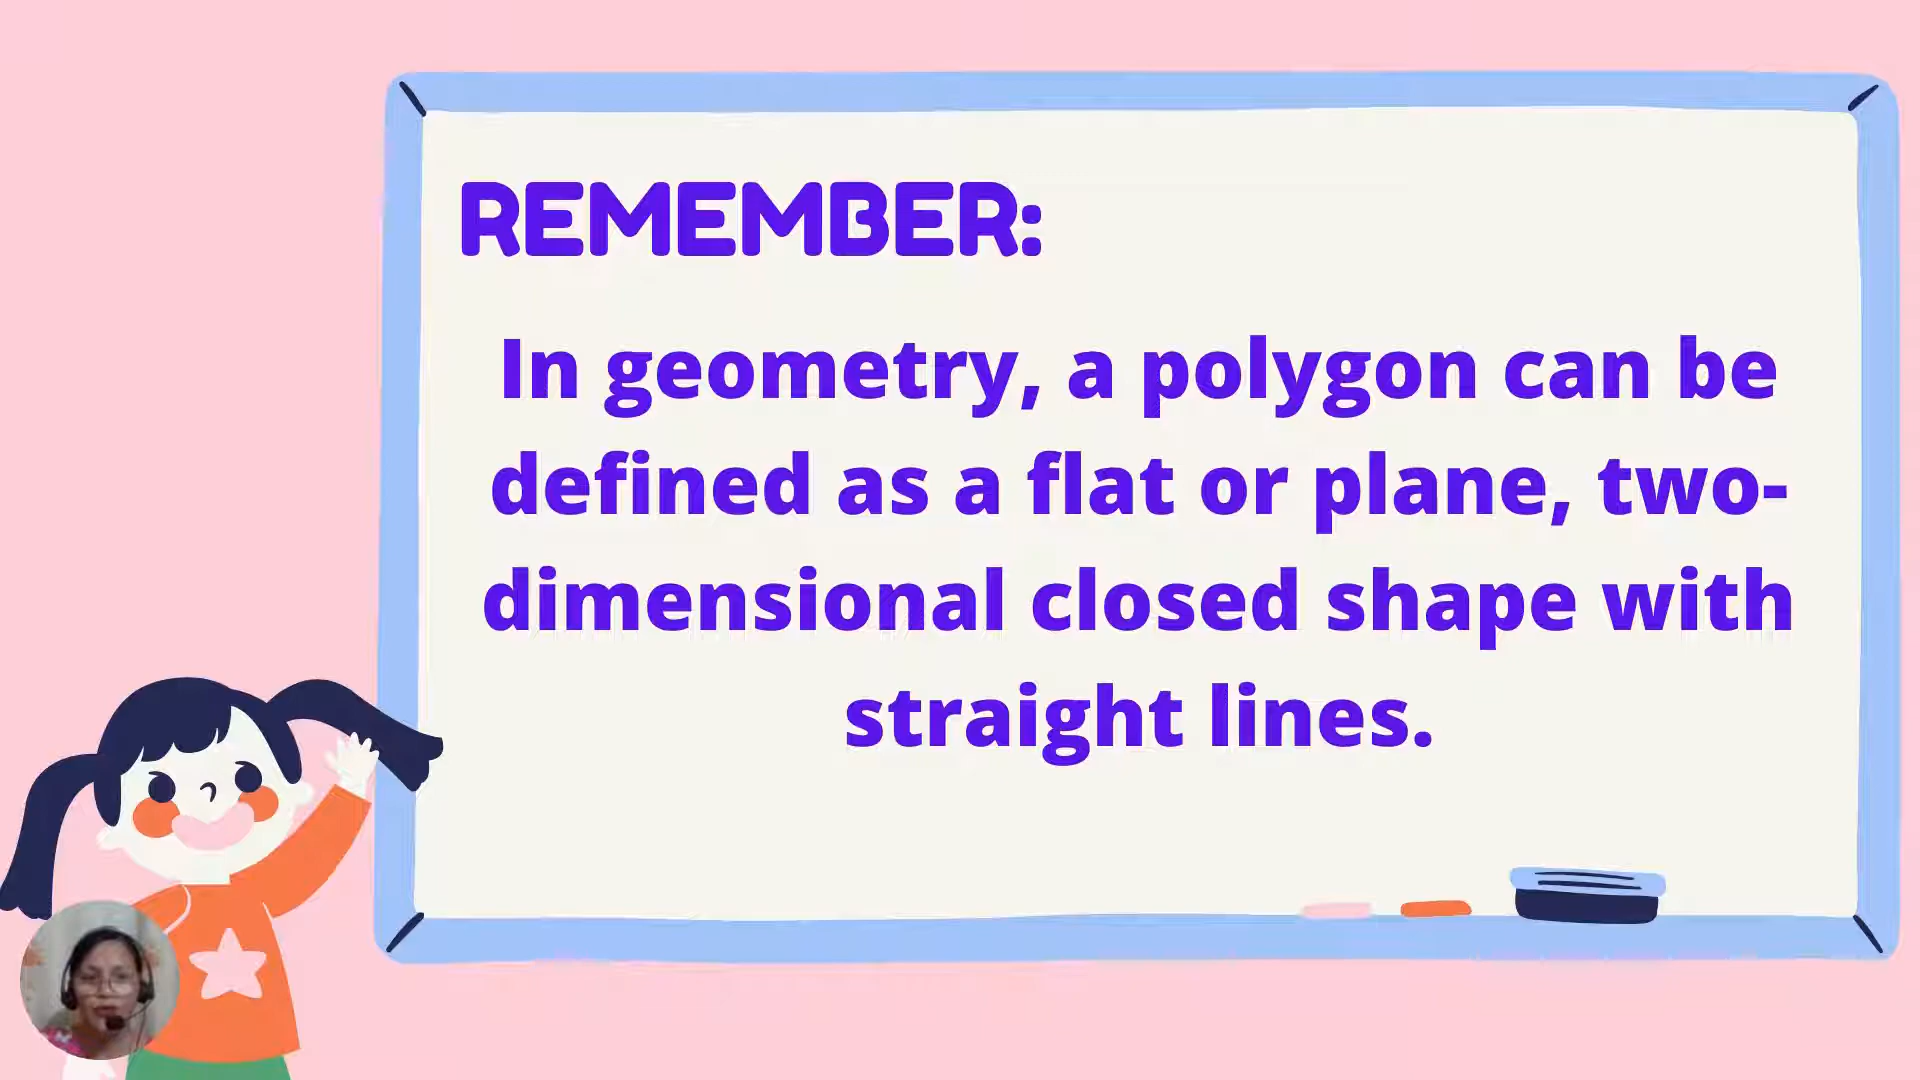 REMEMBER:
In geometry, a polygon can be
defined as a flat or plane, two-
dimensional closed shape with
straight lines.